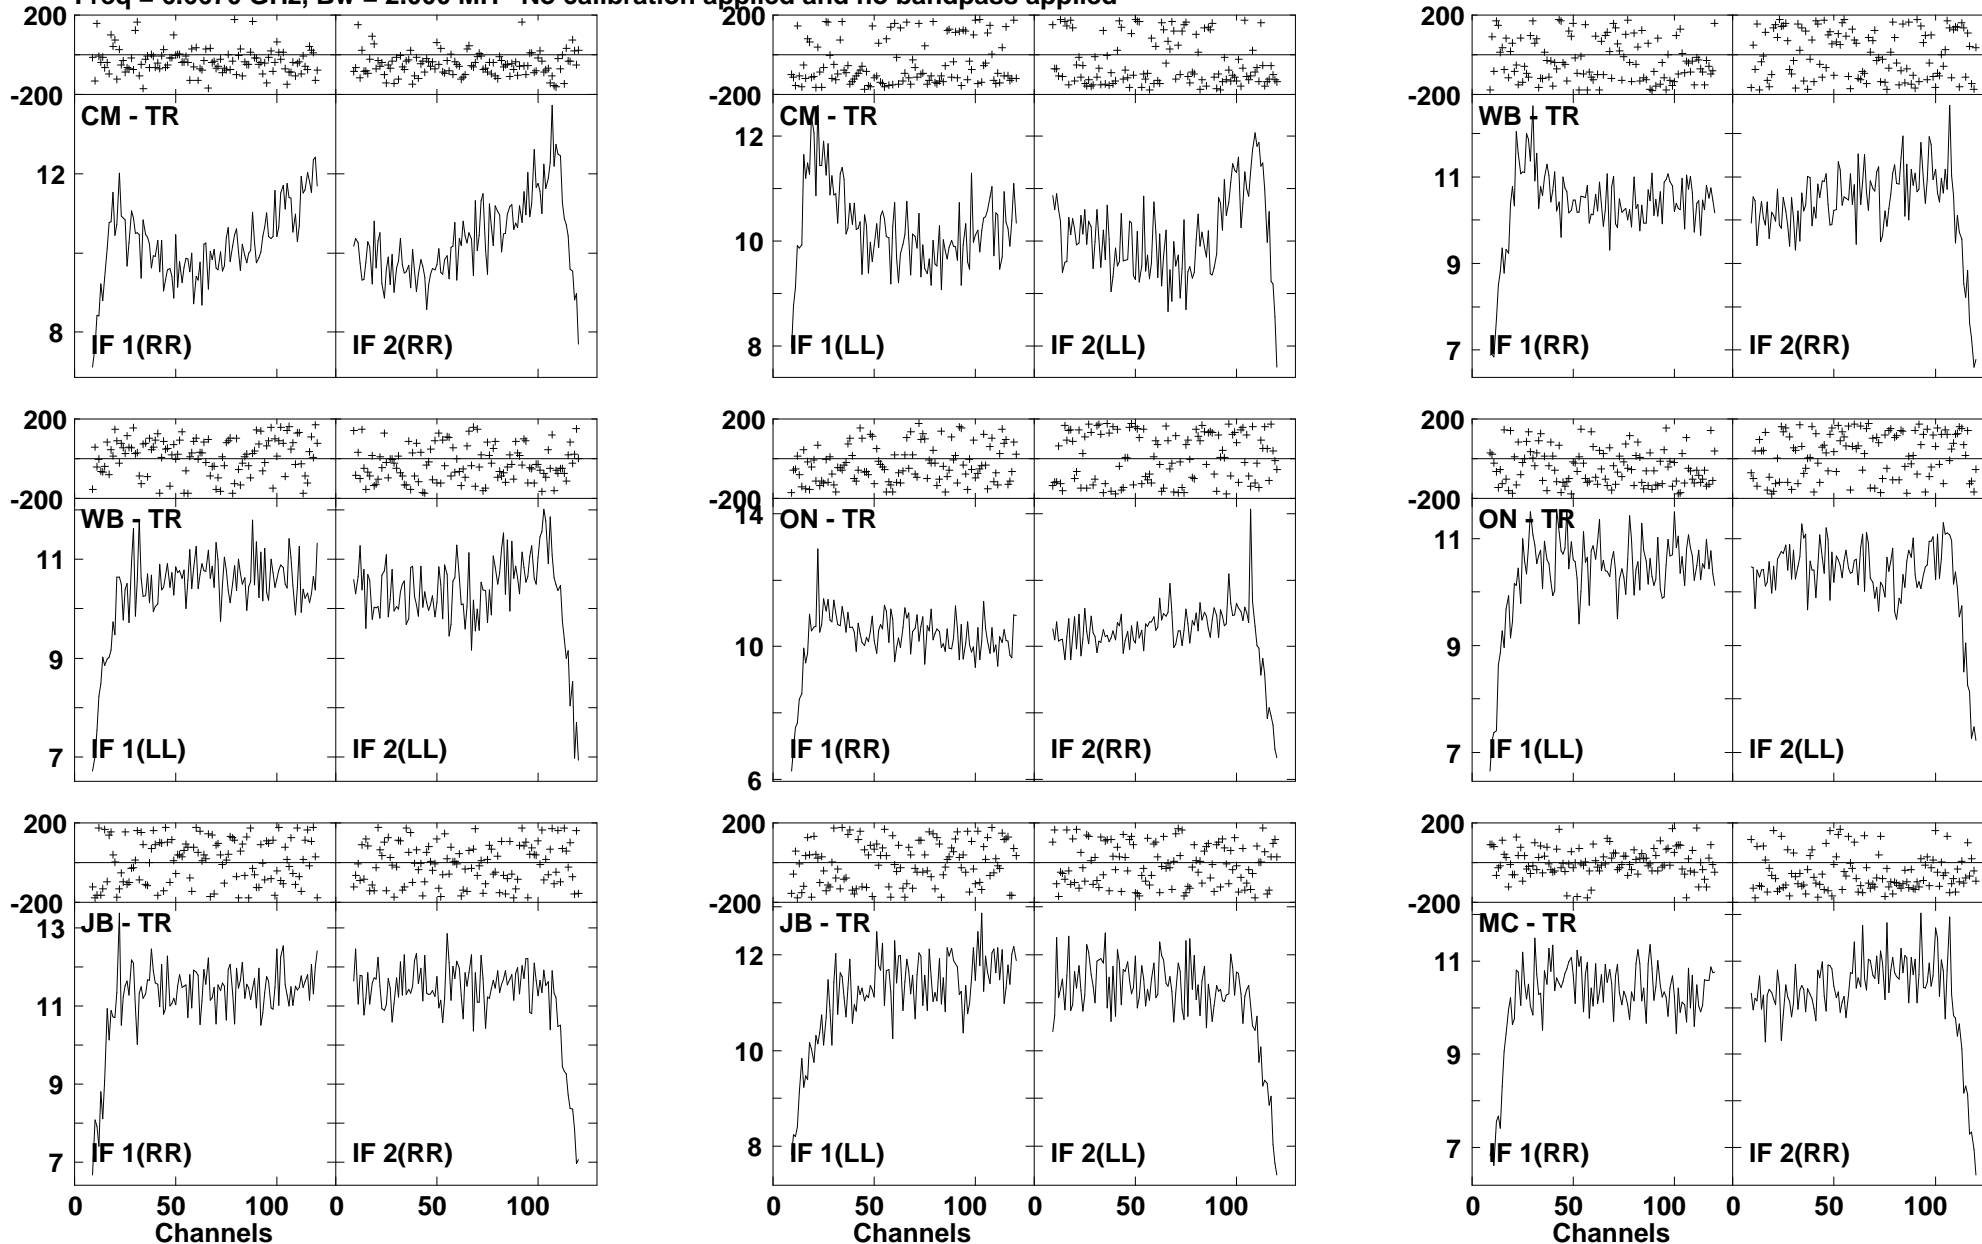 No calibration applied and no bandpass applied
200 200 200
-200 -200 -200
CM - TR CM - TR WB - TR
12 12 11
10 9
8 8 7
IF 1(RR) IF 2(RR) IF 1(LL) IF 2(LL) IF 1(RR) IF 2(RR)
200 200 200
-200 -200 -200
WB - TR ON - TR ON - TR
11 14 11
9 10 9
7 6 7
IF 1(LL) IF 2(LL) IF 1(RR) IF 2(RR) IF 1(LL) IF 2(LL)
200 200 200
-200 -200 -200
JB - TR JB - TR MC - TR
13 12 11
11 10 9
9 8 7
7
IF 1(RR) IF 2(RR) IF 1(LL) IF 2(LL) IF 1(RR) IF 2(RR)
0 50 100 0 50 100 0 50 100 0 50 100 0 50 100 0 50 100
Channels Channels Channels